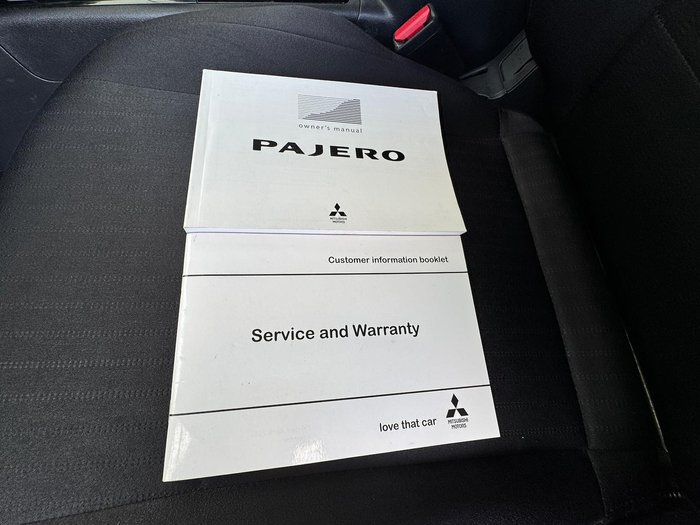 owner's manual
PAJERO
MITSUBISHI
MOTORS
Customer information booklet
Service and Warranty
love that car
MITSUBISHI
MOTORS